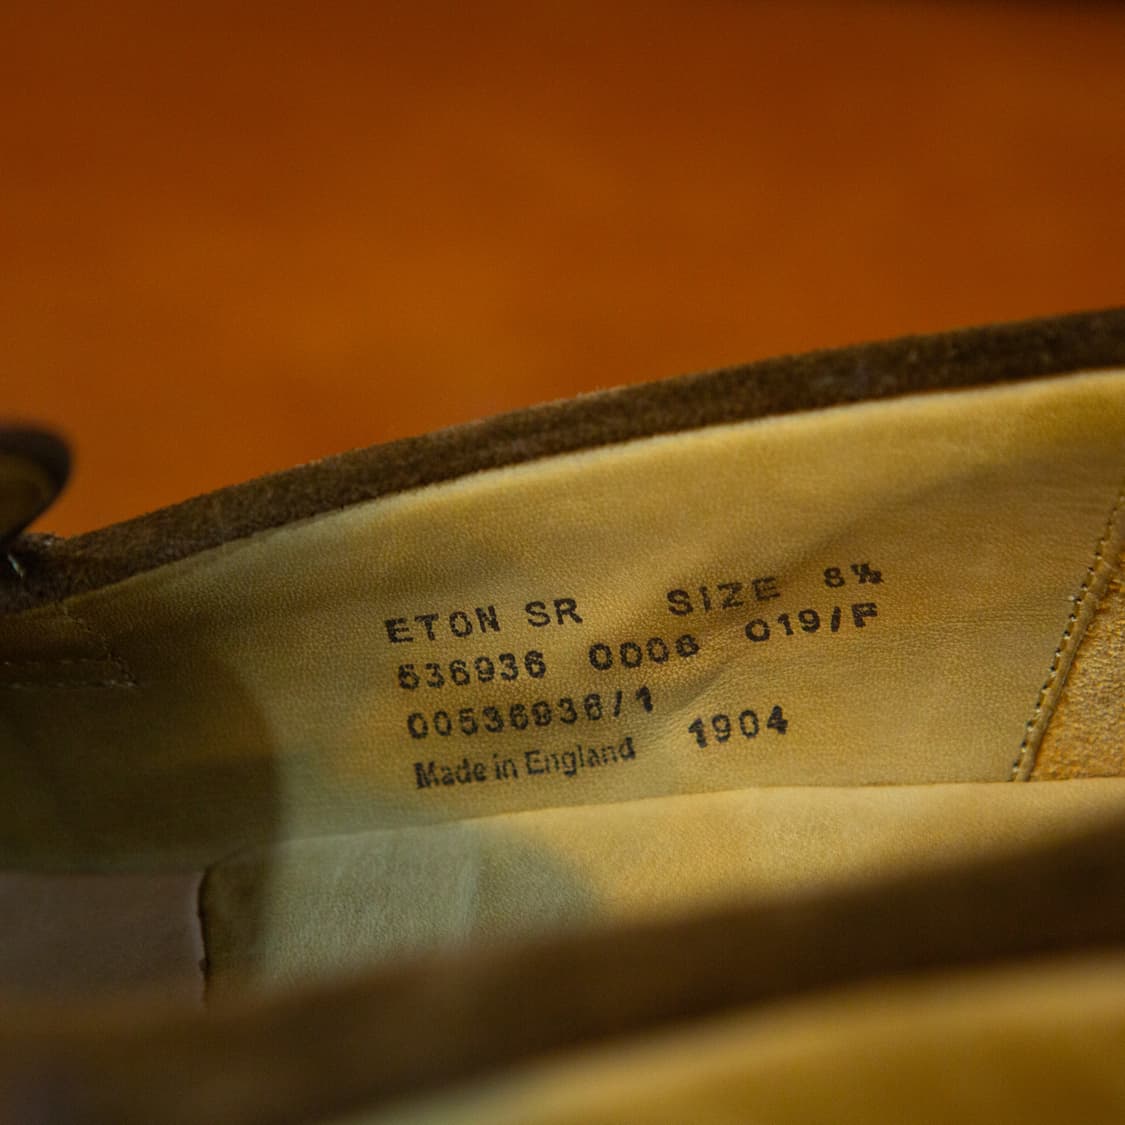 ETON SR SIZE 8½
536936 0006 019/F
00536936/1
Made in England 1904